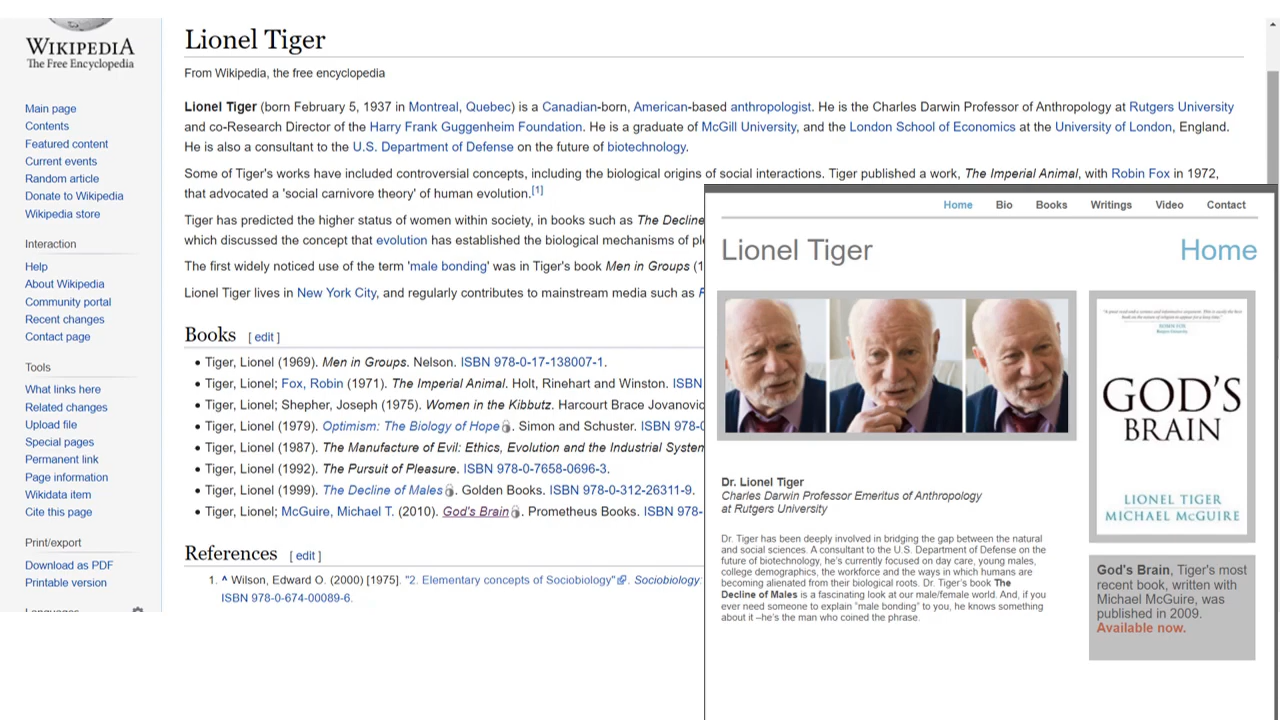 WIKIPEDIA
The Free Encyclopedia
Main page
Contents
Featured content
Current events
Random article
Donate to Wikipedia
Wikipedia store
Interaction
Help
About Wikipedia
Community portal
Recent changes
Contact page
Tools
What links here
Related changes
Upload file
Special pages
Permanent link
Page information
Wikidata item
Cite this page
Print/export
Download as PDF
Printable version
Languages
Lionel Tiger
From Wikipedia, the free encyclopedia
Lionel Tiger (born February 5, 1937 in Montreal, Quebec) is a Canadian-born, American-based anthropologist. He is the Charles Darwin Professor of Anthropology at Rutgers University
and co-Research Director of the Harry Frank Guggenheim Foundation. He is a graduate of McGill University, and the London School of Economics at the University of London, England.
He is also a consultant to the U.S. Department of Defense on the future of biotechnology.
Some of Tiger's works have included controversial concepts, including the biological origins of social interactions. Tiger published a work, The Imperial Animal, with Robin Fox in 1972,
that advocated a 'social carnivore theory' of human evolution.[1]
Tiger has predicted the higher status of women within society, in books such as The Decline
which discussed the concept that evolution has established the biological mechanisms of pl
The first widely noticed use of the term 'male bonding' was in Tiger's book Men in Groups (1
Lionel Tiger lives in New York City, and regularly contributes to mainstream media such as F
Books [ edit ]
• Tiger, Lionel (1969). Men in Groups. Nelson. ISBN 978-0-17-138007-1.
• Tiger, Lionel; Fox, Robin (1971). The Imperial Animal. Holt, Rinehart and Winston. ISBN
• Tiger, Lionel; Shepher, Joseph (1975). Women in the Kibbutz. Harcourt Brace Jovanovic
• Tiger, Lionel (1979). Optimism: The Biology of Hope. Simon and Schuster. ISBN 978-0
• Tiger, Lionel (1987). The Manufacture of Evil: Ethics, Evolution and the Industrial System
• Tiger, Lionel (1992). The Pursuit of Pleasure. ISBN 978-0-7658-0696-3.
• Tiger, Lionel (1999). The Decline of Males. Golden Books. ISBN 978-0-312-26311-9.
• Tiger, Lionel; McGuire, Michael T. (2010). God's Brain. Prometheus Books. ISBN 978-
References [ edit ]
1. ^ Wilson, Edward O. (2000) [1975]. "2. Elementary concepts of Sociobiology". Sociobiology:
ISBN 978-0-674-00089-6.
Home Bio Books Writings Video Contact
Lionel Tiger Home
GOD'S
BRAIN
LIONEL TIGER
MICHAEL McGUIRE
Dr. Lionel Tiger
Charles Darwin Professor Emeritus of Anthropology
at Rutgers University
Dr. Tiger has been deeply involved in bridging the gap between the natural
and social sciences. A consultant to the U.S. Department of Defense on the
future of biotechnology, he's currently focused on day care, young males,
college demographics, the workforce and the ways in which humans are
becoming alienated from their biological roots. Dr. Tiger's book The
Decline of Males is a fascinating look at our male/female world. And, if you
ever need someone to explain "male bonding" to you, he knows something
about it –he's the man who coined the phrase.
God's Brain, Tiger's most
recent book, written with
Michael McGuire, was
published in 2009.
Available now.